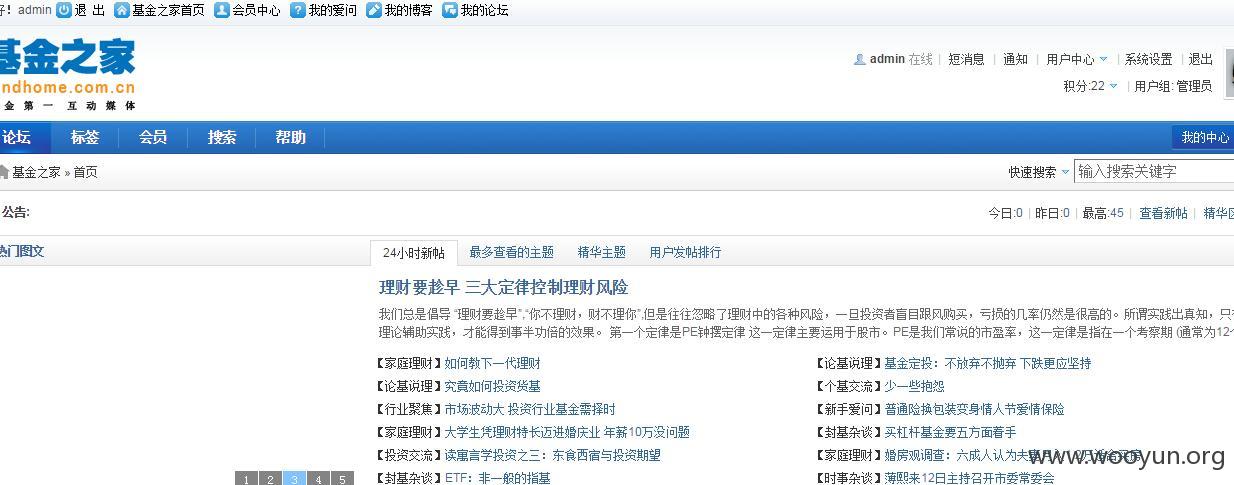 好！admin 退 出 基金之家首页 会员中心 我的爱问 我的博客 我的论坛
基金之家
ndhome.com.cn
金 第 一 互 动 媒 体
admin 在线 | 短消息 | 通知 | 用户中心 | 系统设置 | 退出
积分:22 | 用户组: 管理员
论坛 标签 会员 搜索 帮助 我的中心
基金之家 » 首页 快速搜索 输入搜索关键字
公告: 今日:0 | 昨日:0 | 最高:45 | 查看新帖 | 精华区
热门图文 24小时新帖 最多查看的主题 精华主题 用户发帖排行
理财要趁早 三大定律控制理财风险
我们总是倡导 “理财要趁早”,“你不理财，财不理你”,但是往往忽略了理财中的各种风险，一旦投资者盲目跟风购买，亏损的几率仍然是很高的。所谓实践出真知，只有
理论辅助实践，才能得到事半功倍的效果。 第一个定律是PE钟摆定律 这一定律主要运用于股市。PE是我们常说的市盈率，这一定律是指在一个考察期 (通常为12个
【家庭理财】如何教下一代理财 【论基说理】基金定投：不放弃不抛弃 下跌更应坚持
【论基说理】究竟如何投资货基 【个基交流】少一些抱怨
【行业聚焦】市场波动大 投资行业基金需择时 【新手爱问】普通险换包装变身情人节爱情保险
【家庭理财】大学生凭理财特长迈进婚庆业 年薪10万没问题 【封基杂谈】买杠杆基金要五方面着手
【投资交流】读寓言学投资之三：东食西宿与投资期望 【家庭理财】婚房观调查：六成人认为夫妻
【封基杂谈】ETF：非一般的指基 【时事杂谈】薄熙来12日主持召开市委常委会
1 2 3 4 5
www.wooyun.org